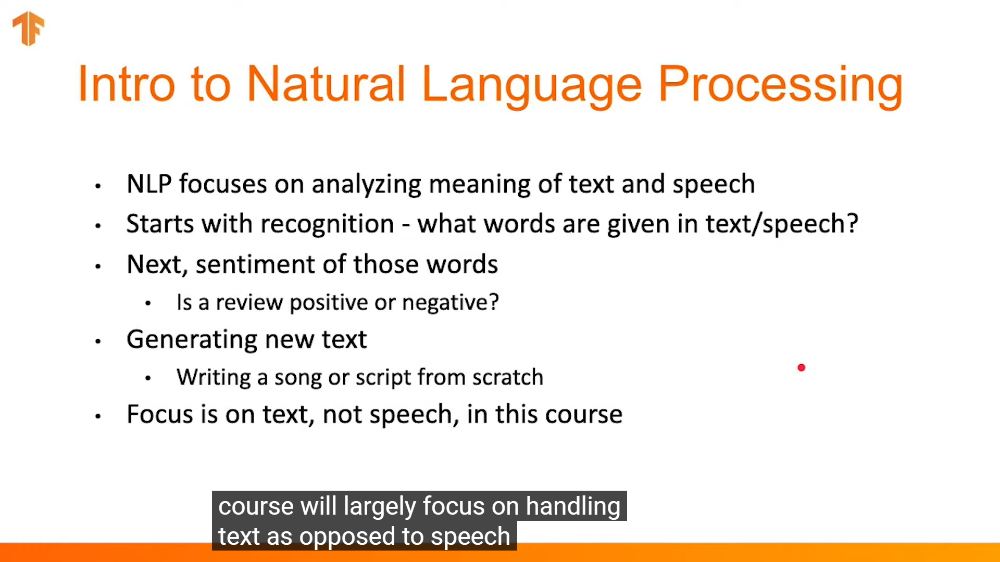 Intro to Natural Language Processing
• NLP focuses on analyzing meaning of text and speech
• Starts with recognition - what words are given in text/speech?
• Next, sentiment of those words
• Is a review positive or negative?
• Generating new text
• Writing a song or script from scratch
• Focus is on text, not speech, in this course
course will largely focus on handling
text as opposed to speech